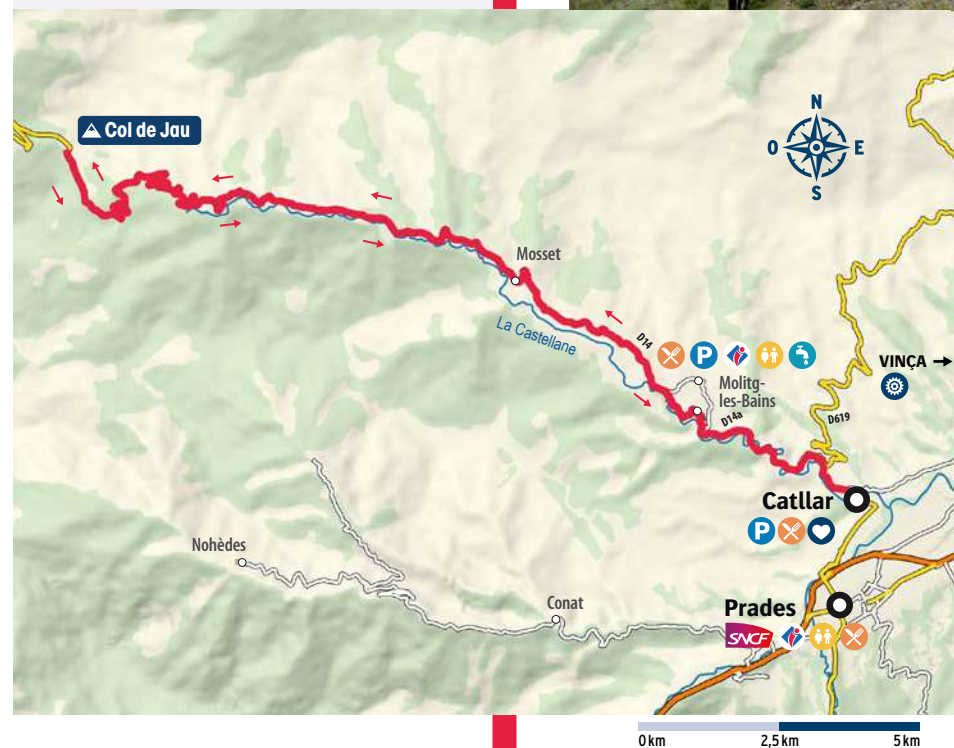 Col de Jau
N
O
E
S
Mosset
La Castellane
D14
P
Molitg-
les-Bains
D14a
VINÇA →
D619
Catllar
P
Nohèdes
Conat
Prades
SNCF
0 km
2,5 km
5 km